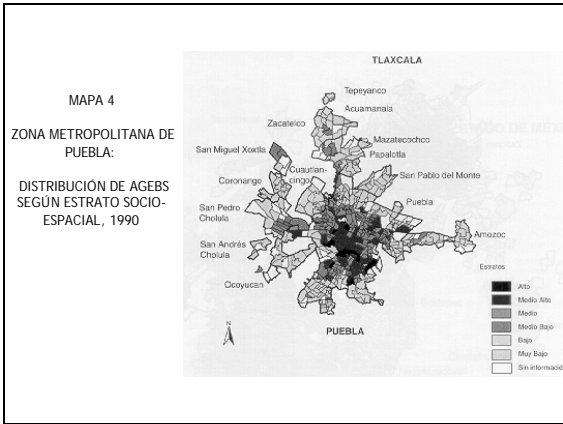 MAPA 4
ZONA METROPOLITANA DE
PUEBLA:
DISTRIBUCIÓN DE AGEBS
SEGÚN ESTRATO SOCIO-
ESPACIAL, 1990
TLAXCALA
Tepeyanco
Acuamanala
Zacatelco
Mazatecochco
San Miguel Xoxtla
Papalotla
Cuautlan-
cingo
San Pablo del Monte
Coronango
San Pedro
Cholula
Puebla
Amozoc
San Andrés
Cholula
Ocoyucan
Estratos
Alto
Medio Alto
Medio
Medio Bajo
Bajo
Muy Bajo
Sin informació
N
PUEBLA